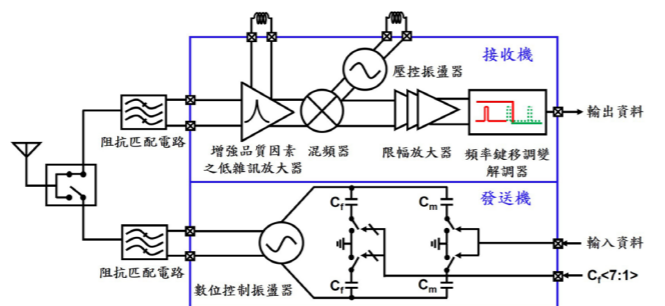 接收機
壓控振盪器
輸出資料
阻抗匹配電路
增強品質因素
之低雜訊放大器
混頻器
限幅放大器
頻率鍵移調變
解調器
發送機
Cf
Cm
輸入資料
阻抗匹配電路
數位控制振盪器
Cf
Cm
Cf<7:1>